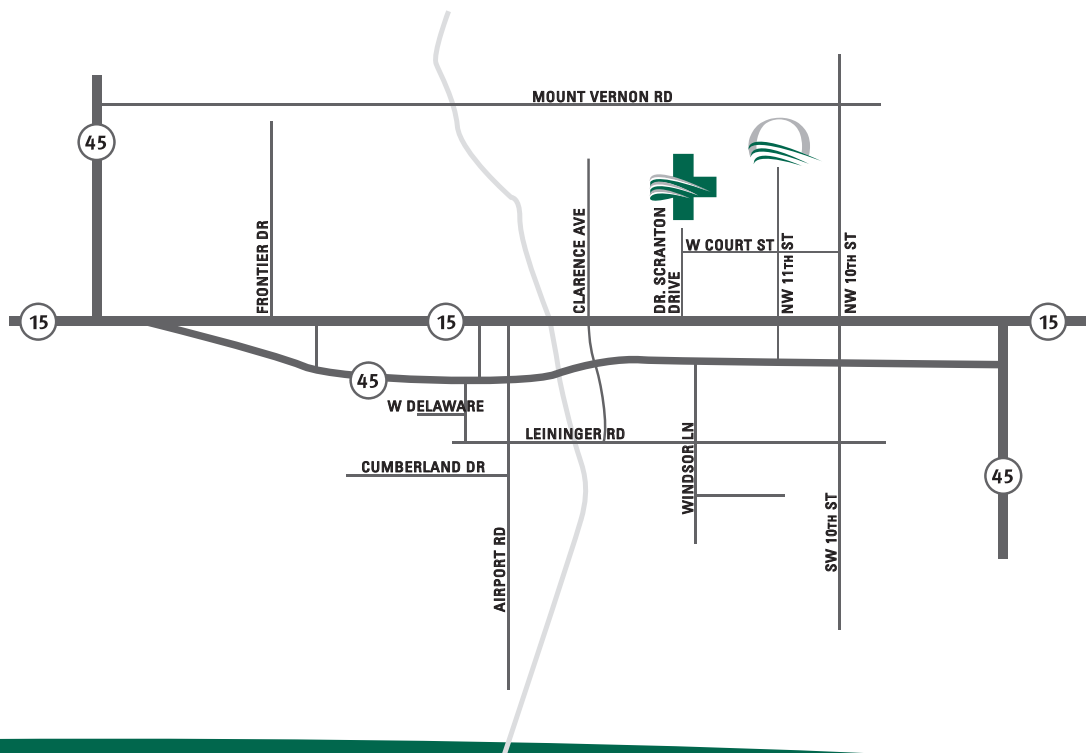 MOUNT VERNON RD
45
FRONTIER DR
CLARENCE AVE
DR. SCRANTON
DRIVE
W COURT ST
NW 11TH ST
NW 10TH ST
15
15
15
45
W DELAWARE
LEININGER RD
CUMBERLAND DR
WINDSOR LN
45
SW 10TH ST
AIRPORT RD